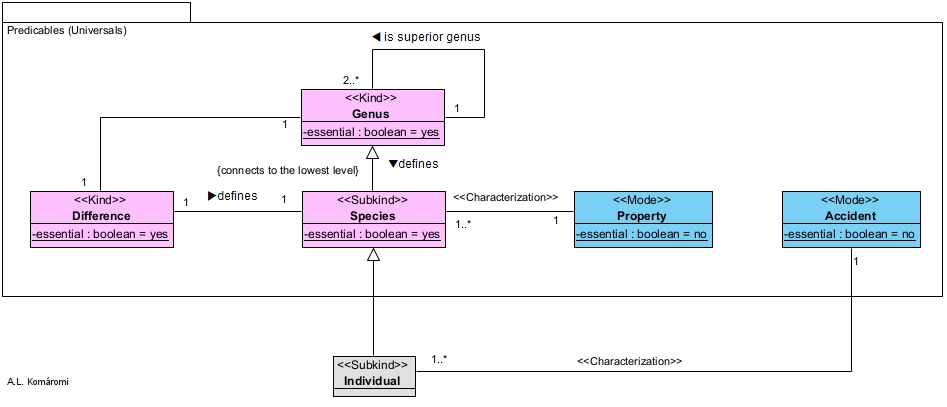 Predicables (Universals)
◀ is superior genus
2..*
<<Kind>>
Genus
-essential : boolean = yes
1
1
{connects to the lowest level}
▼defines
1
<<Kind>>
Difference
-essential : boolean = yes
1
▶defines
1
<<Subkind>>
Species
-essential : boolean = yes
<<Characterization>>
1..*
1
<<Mode>>
Property
-essential : boolean = no
<<Mode>>
Accident
-essential : boolean = no
1
<<Subkind>>
Individual
1..*
<<Characterization>>
A.L. Komáromi